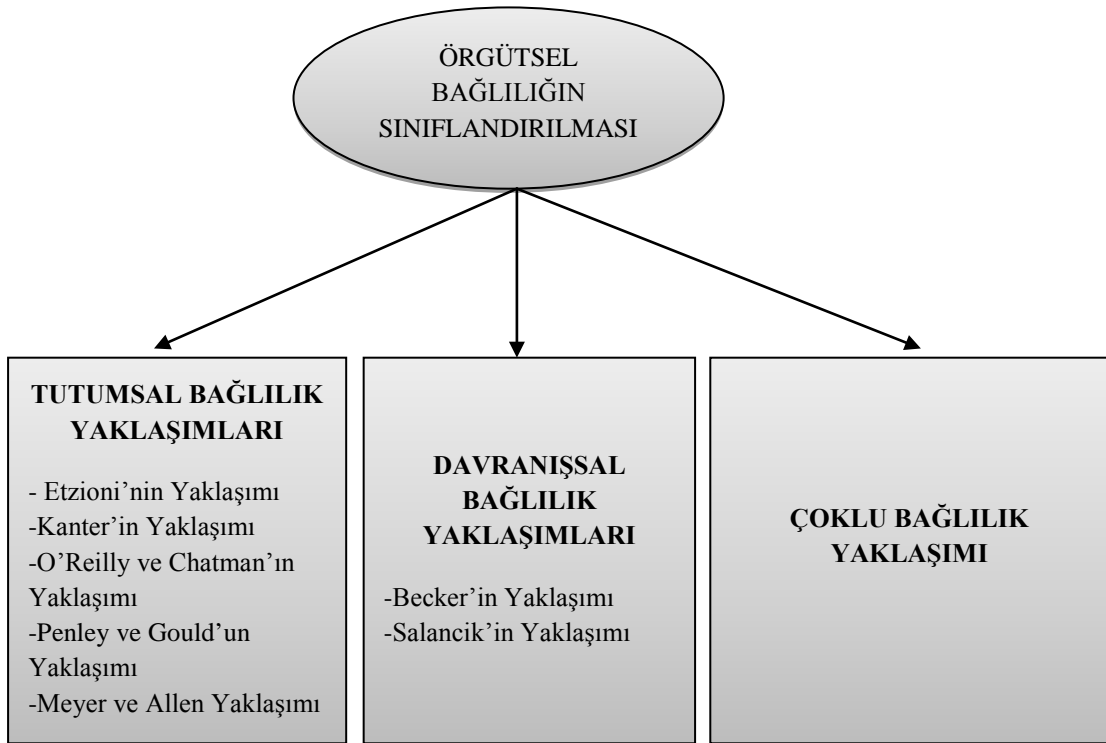 ÖRGÜTSEL
BAĞLILIĞIN
SINIFLANDIRILMASI
TUTUMSAL BAĞLILIK
YAKLAŞIMLARI
- Etzioni’nin Yaklaşımı
-Kanter’in Yaklaşımı
-O’Reilly ve Chatman’ın
Yaklaşımı
-Penley ve Gould’un
Yaklaşımı
-Meyer ve Allen Yaklaşımı
DAVRANIŞSAL
BAĞLILIK
YAKLAŞIMLARI
-Becker’in Yaklaşımı
-Salancik’in Yaklaşımı
ÇOKLU BAĞLILIK
YAKLAŞIMI